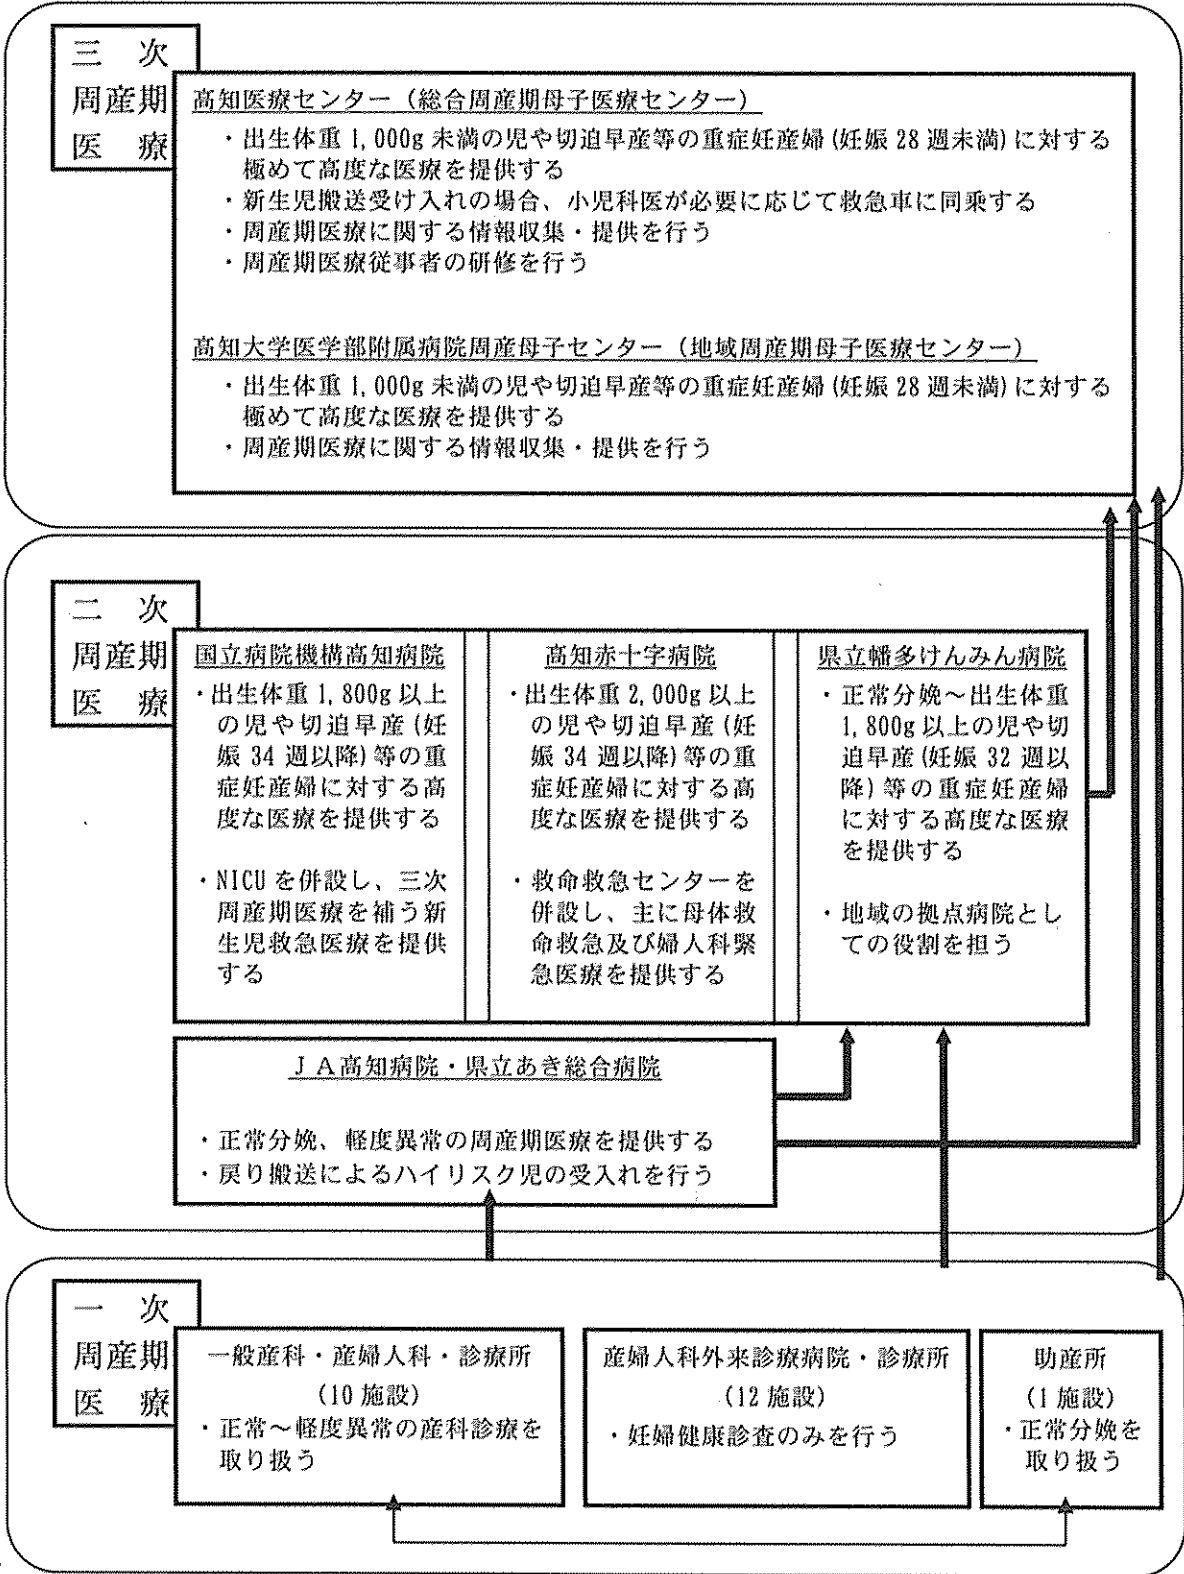 三　次
周産期
医　療
高知医療センター（総合周産期母子医療センター）
・出生体重 1,000g 未満の児や切迫早産等の重症妊産婦(妊娠 28 週未満)に対する
極めて高度な医療を提供する
・新生児搬送受け入れの場合、小児科医が必要に応じて救急車に同乗する
・周産期医療に関する情報収集・提供を行う
・周産期医療従事者の研修を行う
高知大学医学部附属病院周産母子センター（地域周産期母子医療センター）
・出生体重 1,000g 未満の児や切迫早産等の重症妊産婦(妊娠 28 週未満)に対する
極めて高度な医療を提供する
・周産期医療に関する情報収集・提供を行う
二　次
周産期
医　療
国立病院機構高知病院
・出生体重 1,800g 以上
の児や切迫早産(妊
娠 34 週以降)等の重
症妊産婦に対する高
度な医療を提供する
・NICU を併設し、三次
周産期医療を補う新
生児救急医療を提供
する
高知赤十字病院
・出生体重 2,000g 以上
の児や切迫早産(妊
娠 34 週以降)等の重
症妊産婦に対する高
度な医療を提供する
・救命救急センターを
併設し、主に母体救
命救急及び婦人科緊
急医療を提供する
県立幡多けんみん病院
・正常分娩～出生体重
1,800g 以上の児や切
迫早産(妊娠 32 週以
降)等の重症妊産婦
に対する高度な医療
を提供する
・地域の拠点病院とし
ての役割を担う
ＪＡ高知病院・県立あき総合病院
・正常分娩、軽度異常の周産期医療を提供する
・戻り搬送によるハイリスク児の受入れを行う
一　次
周産期
医　療
一般産科・産婦人科・診療所
(10 施設)
・正常～軽度異常の産科診療を
取り扱う
産婦人科外来診療病院・診療所
(12 施設)
・妊婦健康診査のみを行う
助産所
(1 施設)
・正常分娩を
取り扱う